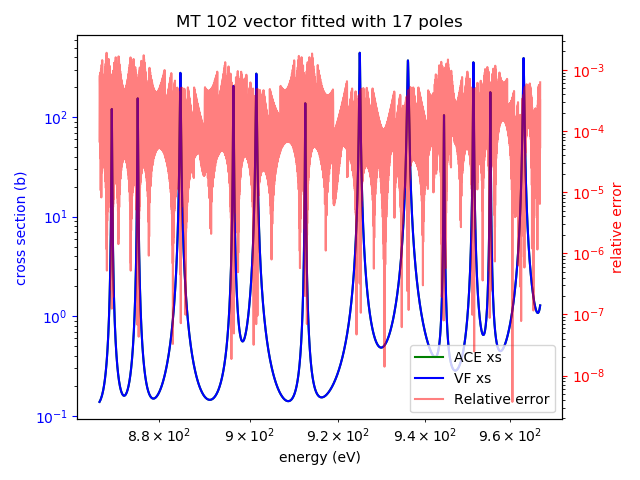 MT 102 vector fitted with 17 poles
cross section (b)
10²
10¹
10⁰
10⁻¹
10⁻³
10⁻⁴
10⁻⁵
10⁻⁶
10⁻⁷
10⁻⁸
relative error
ACE xs
VF xs
Relative error
8.8 × 10² 9 × 10² 9.2 × 10² 9.4 × 10² 9.6 × 10²
energy (eV)